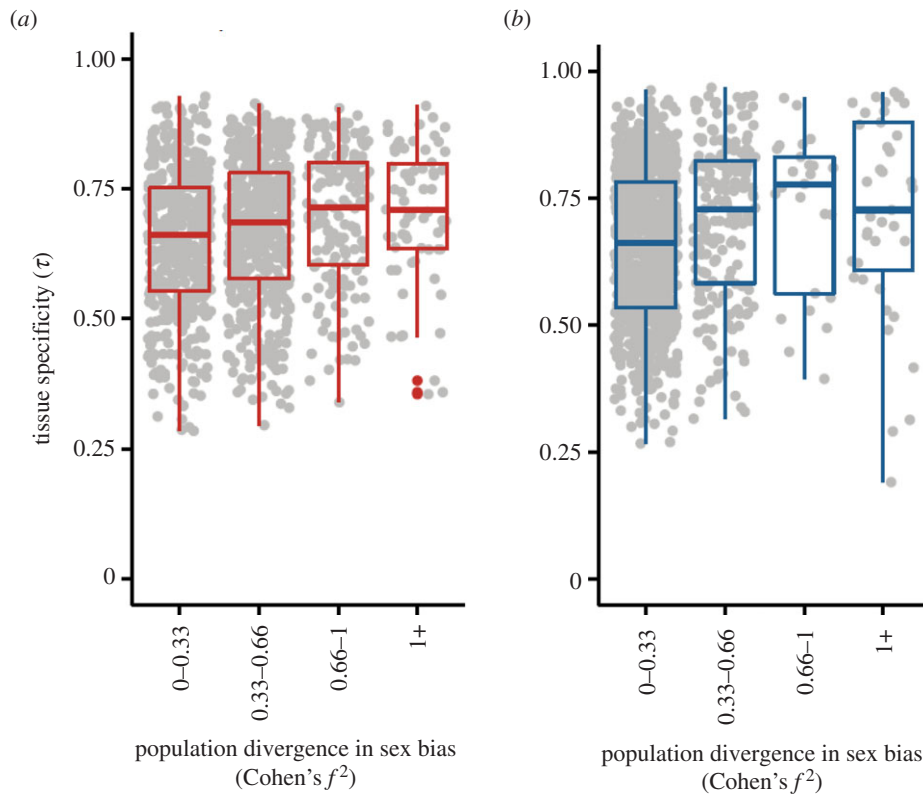 (a)
(b)
1.00
0.75
0.50
0.25
0
tissue specificity (τ)
0–0.33
0.33–0.66
0.66–1
1+
population divergence in sex bias
(Cohen's f²)
1.00
0.75
0.50
0.25
0
0–0.33
0.33–0.66
0.66–1
1+
population divergence in sex bias
(Cohen's f²)